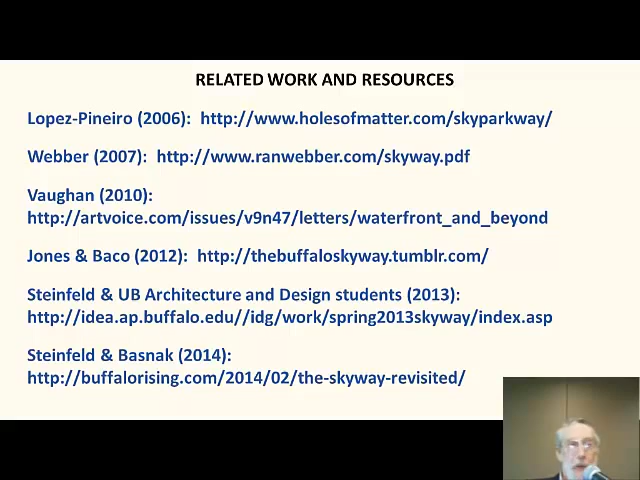 RELATED WORK AND RESOURCES
Lopez-Pineiro (2006):  http://www.holesofmatter.com/skyparkway/
Webber (2007):  http://www.ranwebber.com/skyway.pdf
Vaughan (2010):
http://artvoice.com/issues/v9n47/letters/waterfront_and_beyond
Jones & Baco (2012):  http://thebuffaloskyway.tumblr.com/
Steinfeld & UB Architecture and Design students (2013):
http://idea.ap.buffalo.edu//idg/work/spring2013skyway/index.asp
Steinfeld & Basnak (2014):
http://buffalorising.com/2014/02/the-skyway-revisited/